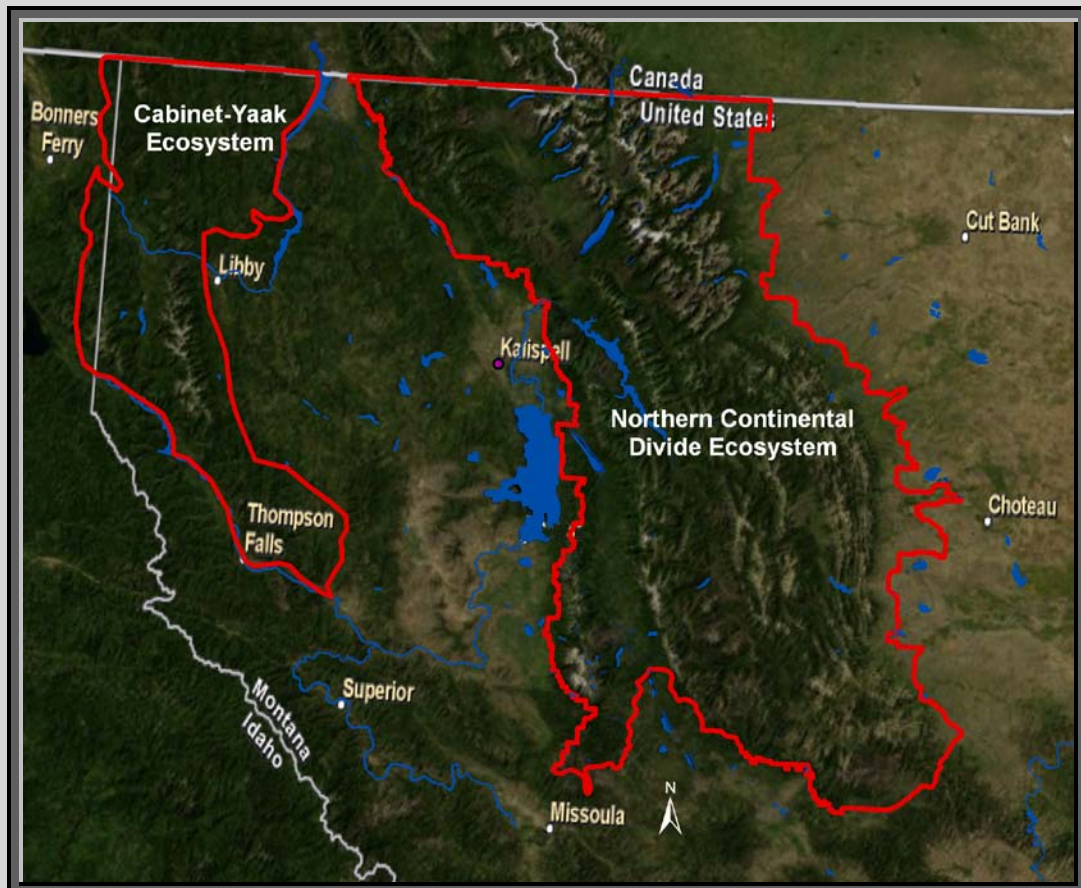 Canada
United States
Bonners
Ferry
Cabinet-Yaak
Ecosystem
Cut Bank
Libby
Kalispell
Northern Continental
Divide Ecosystem
Choteau
Thompson
Falls
Superior
Montana
Idaho
N
Missoula